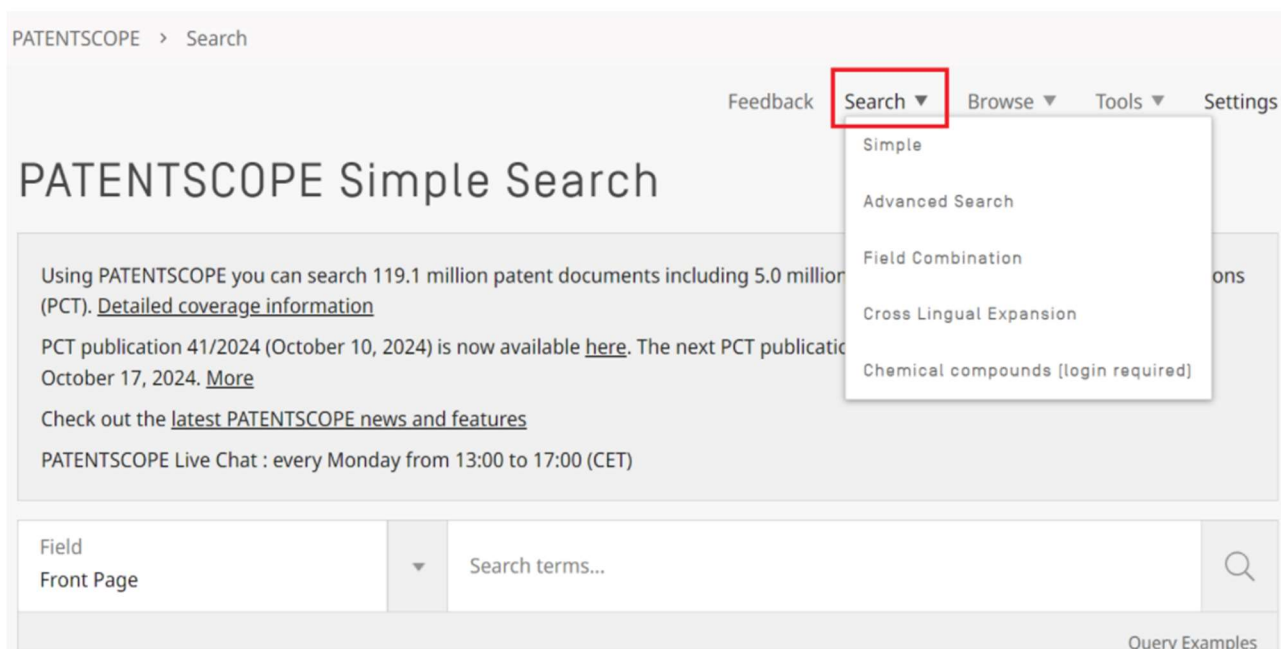 PATENTSCOPE > Search
Feedback Search ▼ Browse ▼ Tools ▼ Settings
Simple
Advanced Search
Field Combination
Cross Lingual Expansion
Chemical compounds [login required]
PATENTSCOPE Simple Search
Using PATENTSCOPE you can search 119.1 million patent documents including 5.0 million ons
(PCT). Detailed coverage information
PCT publication 41/2024 (October 10, 2024) is now available here. The next PCT publicatic
October 17, 2024. More
Check out the latest PATENTSCOPE news and features
PATENTSCOPE Live Chat : every Monday from 13:00 to 17:00 (CET)
Field
Front Page
Search terms...
Query Examples